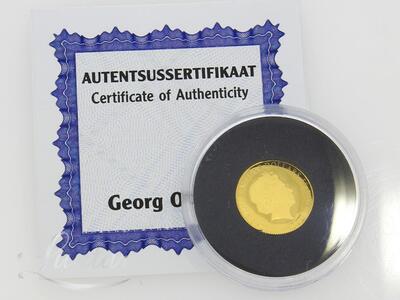 AUTENTSUSSERTIFIKAAT
Certificate of Authenticity
Georg O